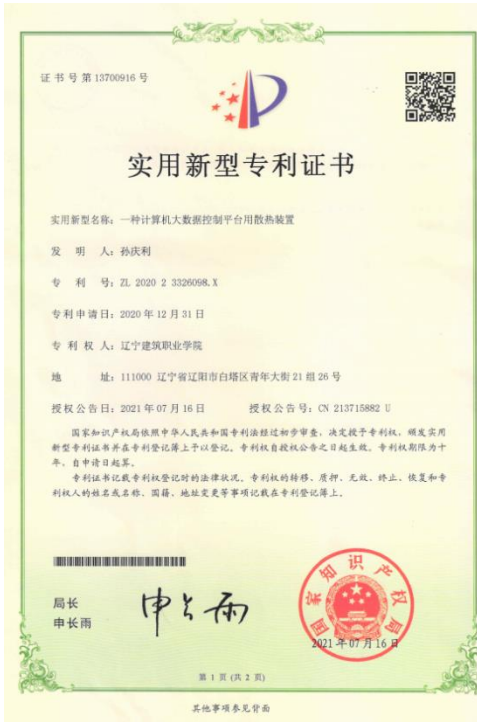 证书号第13700916号
实用新型专利证书
实用新型名称：一种计算机大数据控制平台用散热装置
发 明 人：孙庆利
专 利 号：ZL 2020 2 3326098.X
专利申请日：2020年12月31日
专 利 权 人：辽宁建筑职业学院
地 址：111000 辽宁省辽阳市白塔区青年大街21组26号
授权公告日：2021年07月16日 授权公告号：CN 213715882 U
国家知识产权局依照中华人民共和国专利法经过初步审查，决定授予专利权，颁发实用
新型专利证书并在专利登记簿上予以登记。专利权自授权公告之日起生效。专利权期限为十
年，自申请日起算。
专利证书记载专利权登记时的法律状况。专利权的转移、质押、无效、终止、恢复和专
利权人的姓名或名称、国籍、地址变更等事项记载在专利登记簿上。
局长
申长雨
申长雨
国家知识产权局
2021年07月16日
第1页(共2页)
其他事项参见背面